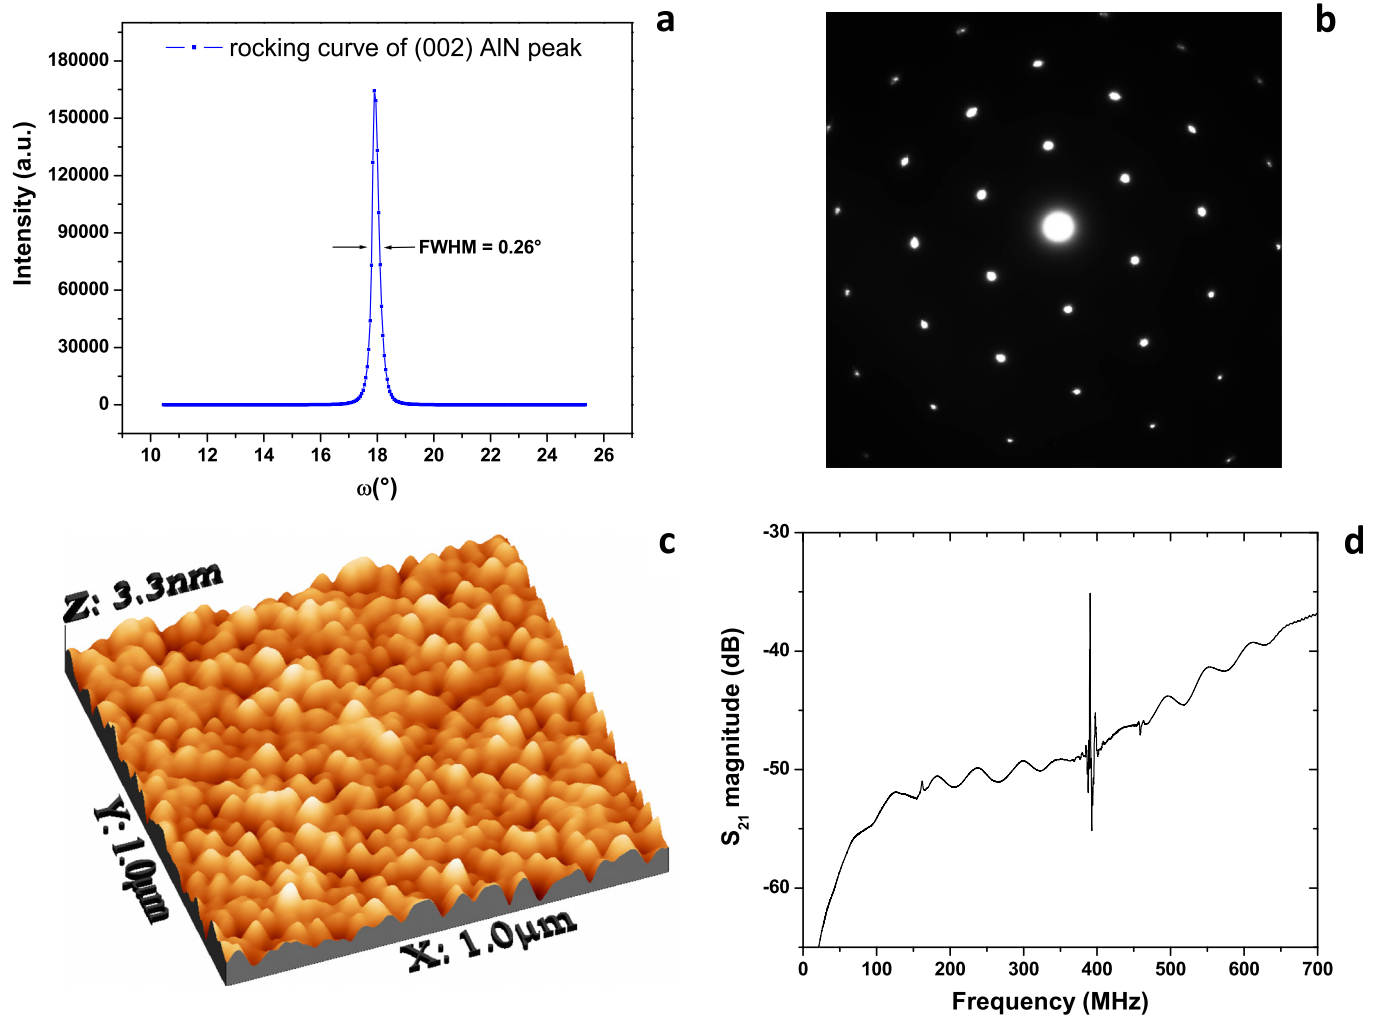 a
rocking curve of (002) AlN peak
180000
150000
120000
90000
60000
30000
0
Intensity (a.u.)
FWHM = 0.26°
10 12 14 16 18 20 22 24 26
ω(°)
b
c
Z: 3.3nm
Y: 1.0µm
X: 1.0µm
d
-30
-40
-50
-60
S21 magnitude (dB)
0 100 200 300 400 500 600 700
Frequency (MHz)